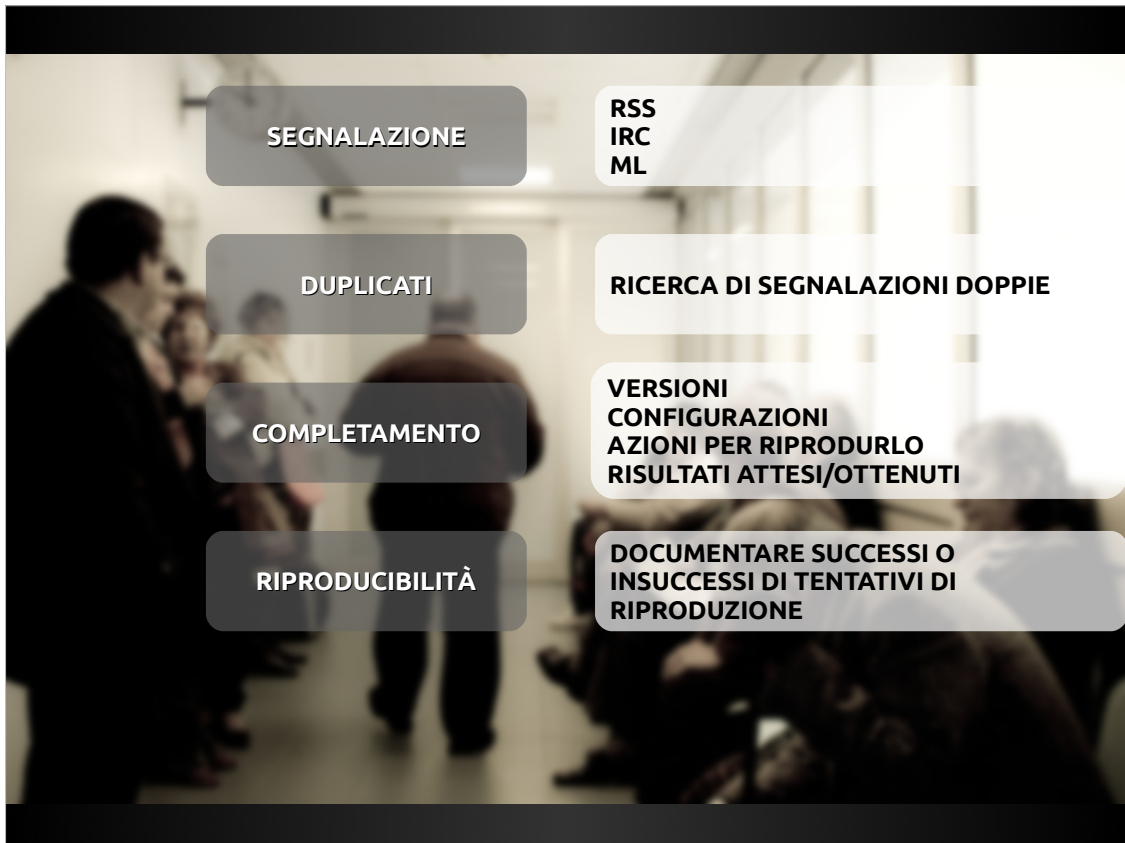 SEGNALAZIONE
RSS
IRC
ML
DUPLICATI
RICERCA DI SEGNALAZIONI DOPPIE
COMPLETAMENTO
VERSIONI
CONFIGURAZIONI
AZIONI PER RIPRODURLO
RISULTATI ATTESI/OTTENUTI
RIPRODUCIBILITÀ
DOCUMENTARE SUCCESSI O
INSUCCESSI DI TENTATIVI DI
RIPRODUZIONE